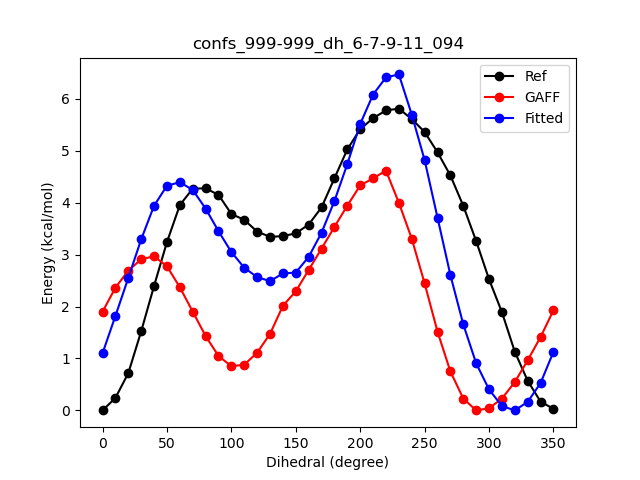 confs_999-999_dh_6-7-9-11_094
Ref
GAFF
Fitted
Energy (kcal/mol)
6
5
4
3
2
1
0
0 50 100 150 200 250 300 350
Dihedral (degree)